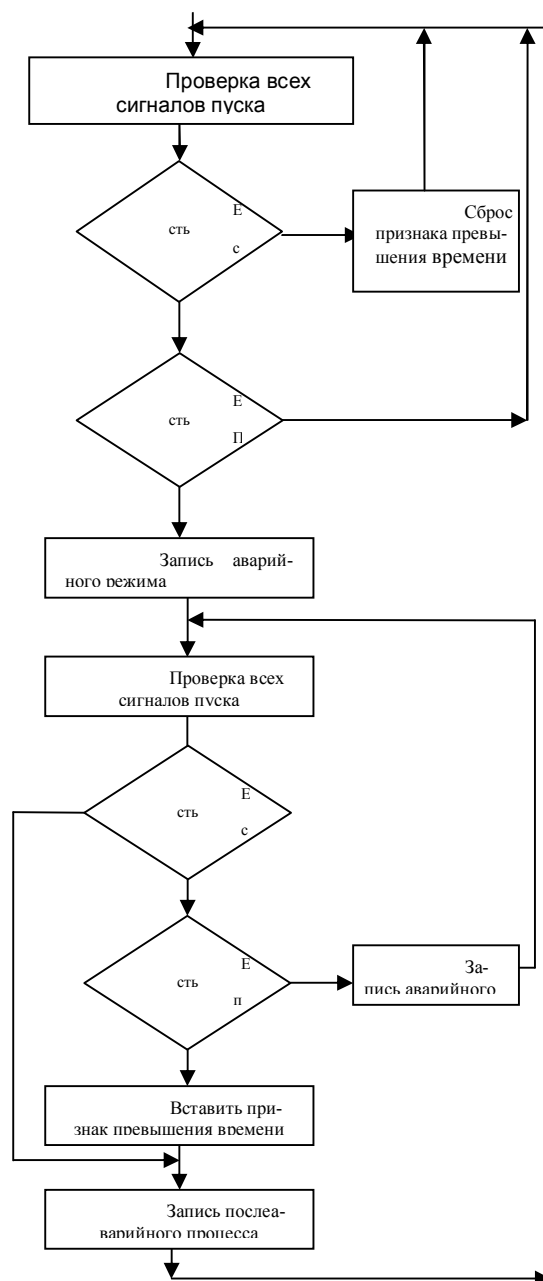 Проверка всех
сигналов пуска
Е
сть
с
Сброс
признака превы-
шения времени
Е
сть
П
Запись аварий-
ного режима
Проверка всех
сигналов пуска
Е
сть
с
Е
сть
п
За-
пись аварийного
Вставить при-
знак превышения времени
Запись послеа-
варийного процесса